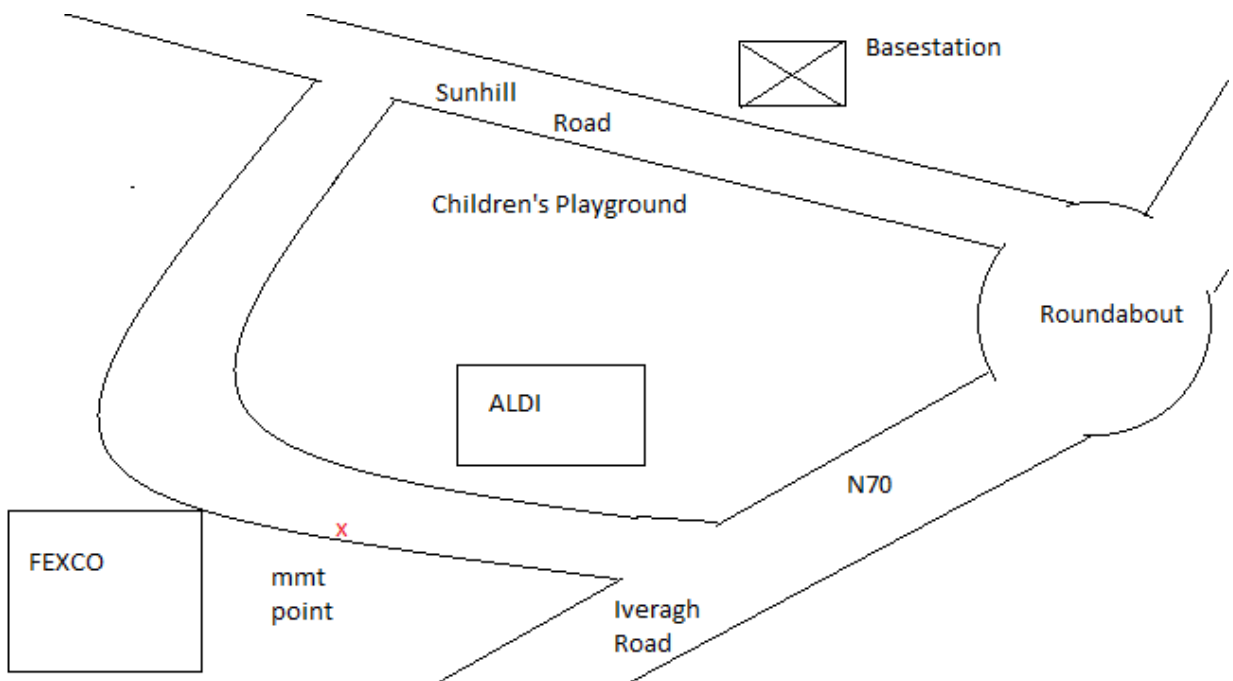 Basestation
Sunhill
Road
Children's Playground
Roundabout
ALDI
N70
x
FEXCO
mmt
point
Iveragh
Road